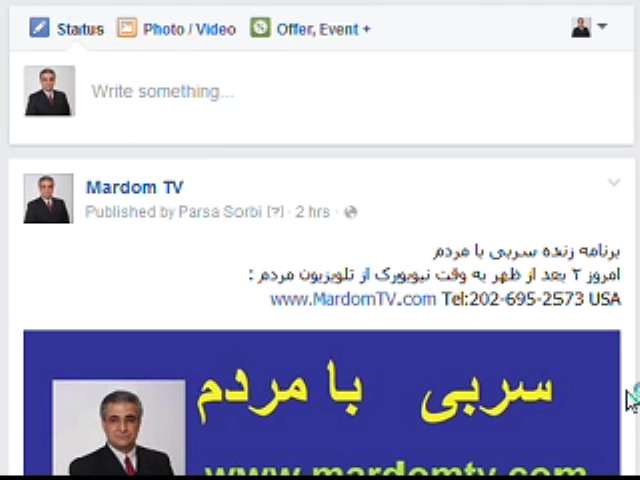 Status Photo / Video Offer, Event +
Write something...
Mardom TV
Published by Parsa Sorbi [?] · 2 hrs ·
برنامه زنده سربی با مردم
امروز ۲ بعد از ظهر به وقت نیویورک از تلویزیون مردم :
www.MardomTV.com Tel:202-695-2573 USA
سربی با مردم
www.mardomtv.com